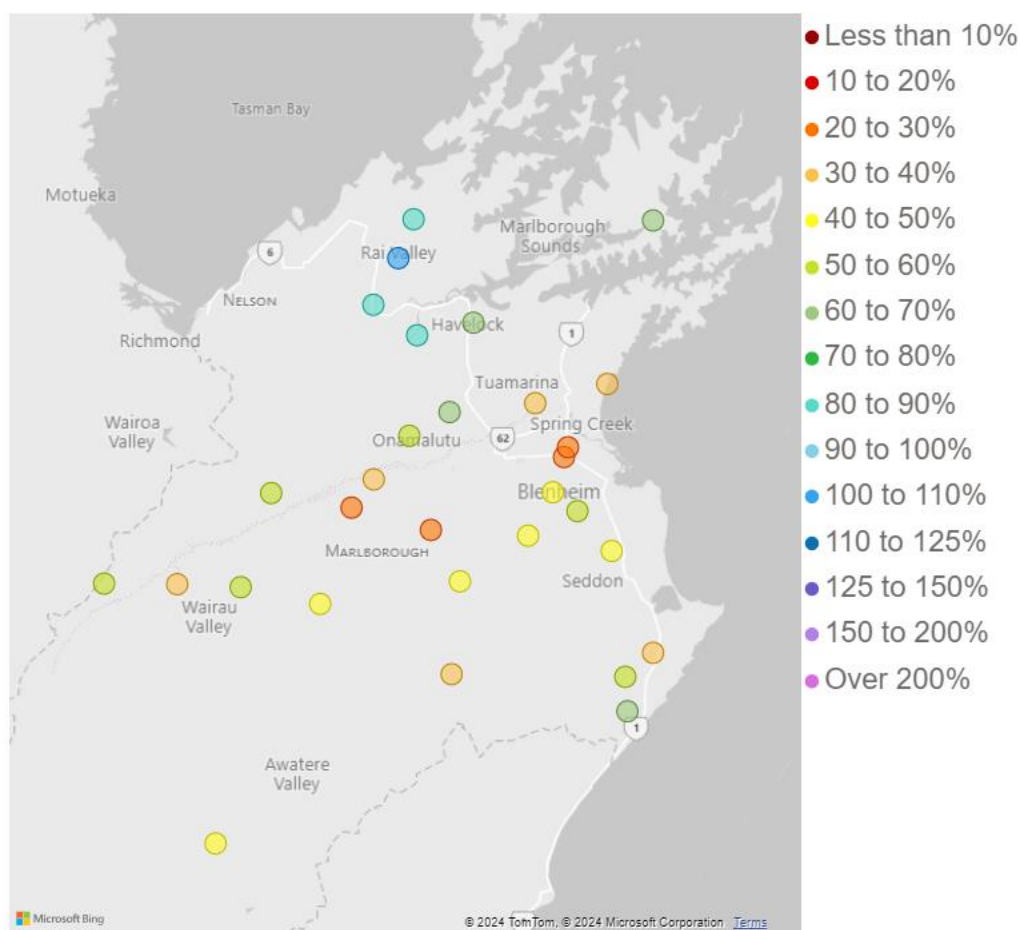 Less than 10%
10 to 20%
20 to 30%
30 to 40%
40 to 50%
50 to 60%
60 to 70%
70 to 80%
80 to 90%
90 to 100%
100 to 110%
110 to 125%
125 to 150%
150 to 200%
Over 200%
Tasman Bay
Motueka
Marlborough
Sounds
6
Rai Valley
NELSON
Havelock
Richmond
1
Tuamarina
Wairoa
Valley
Spring Creek
Onamalutu
62
Blenheim
MARLBOROUGH
Seddon
Wairau
Valley
1
Awatere
Valley
Microsoft Bing
© 2024 TomTom, © 2024 Microsoft Corporation
Terms